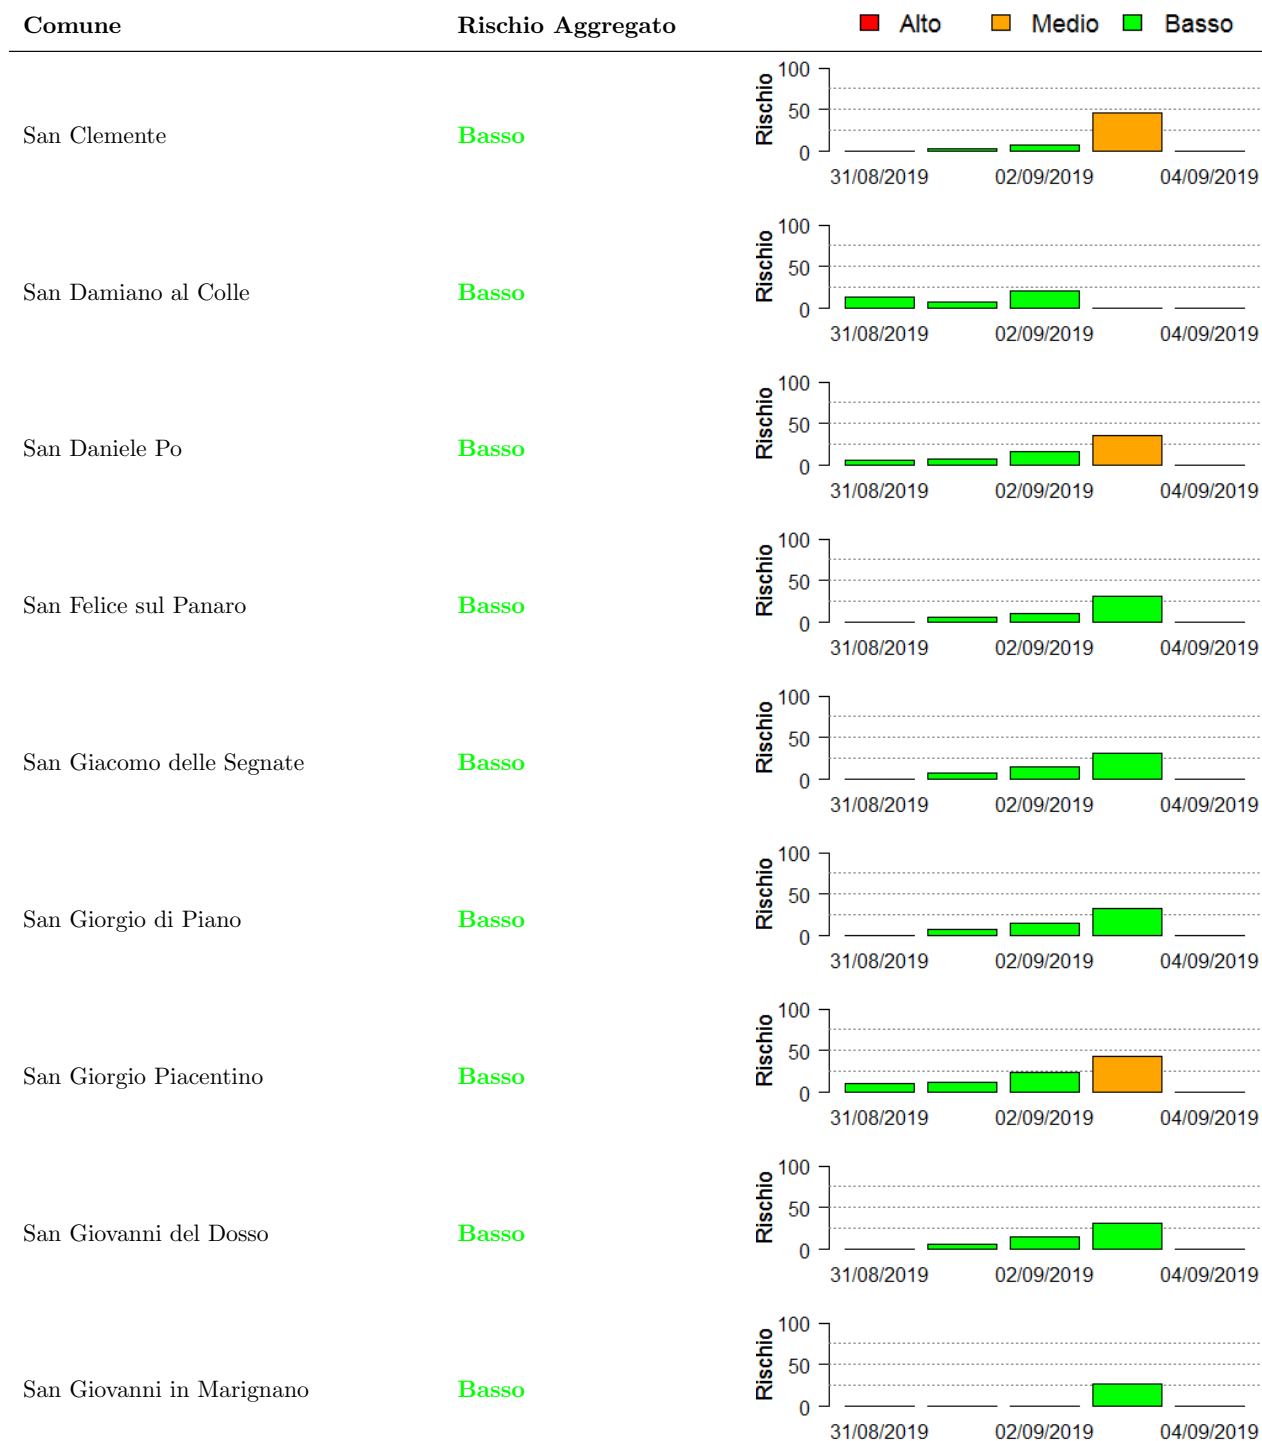 Comune Rischio Aggregato Alto Medio Basso
San Clemente Basso
Rischio
100
50
0
31/08/2019 02/09/2019 04/09/2019
San Damiano al Colle Basso
Rischio
100
50
0
31/08/2019 02/09/2019 04/09/2019
San Daniele Po Basso
Rischio
100
50
0
31/08/2019 02/09/2019 04/09/2019
San Felice sul Panaro Basso
Rischio
100
50
0
31/08/2019 02/09/2019 04/09/2019
San Giacomo delle Segnate Basso
Rischio
100
50
0
31/08/2019 02/09/2019 04/09/2019
San Giorgio di Piano Basso
Rischio
100
50
0
31/08/2019 02/09/2019 04/09/2019
San Giorgio Piacentino Basso
Rischio
100
50
0
31/08/2019 02/09/2019 04/09/2019
San Giovanni del Dosso Basso
Rischio
100
50
0
31/08/2019 02/09/2019 04/09/2019
San Giovanni in Marignano Basso
Rischio
100
50
0
31/08/2019 02/09/2019 04/09/2019